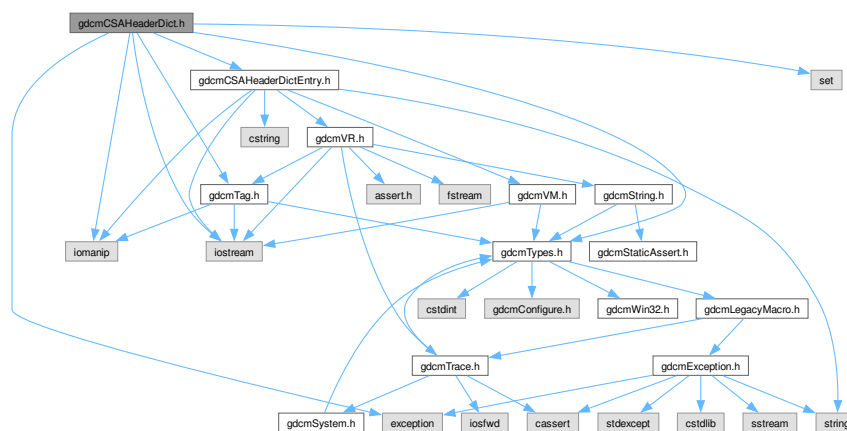 gdcmCSAHeaderDict.h
gdcmCSAHeaderDictEntry.h
set
cstring
gdcmVR.h
gdcmTag.h
assert.h
fstream
gdcmVM.h
gdcmString.h
iomanip
iostream
gdcmTypes.h
gdcmStaticAssert.h
cstdint
gdcmConfigure.h
gdcmWin32.h
gdcmLegacyMacro.h
gdcmTrace.h
gdcmException.h
gdcmSystem.h
exception
iosfwd
cassert
stdexcept
cstdlib
sstream
string